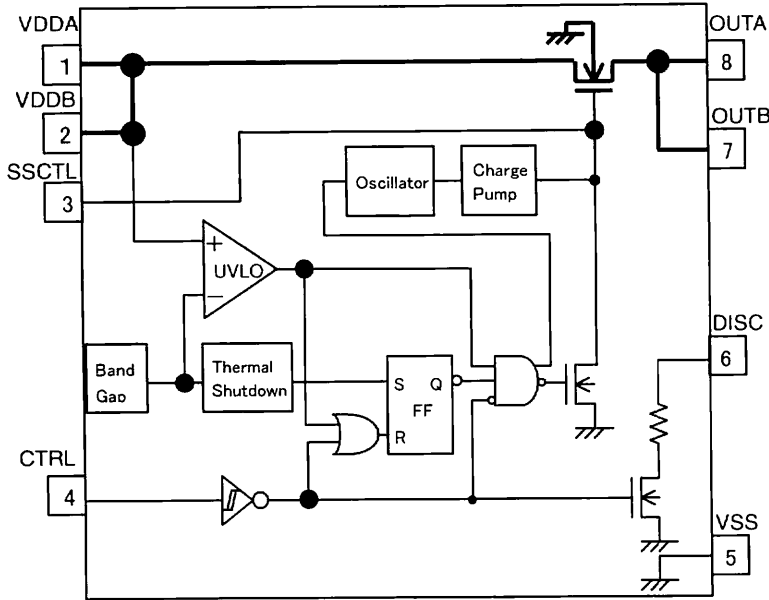 VDDA
1
VDDB
2
SSCTL
3
OUTA
8
OUTB
7
Oscillator
Charge
Pump
+
UVLO
−
Band
Gap
Thermal
Shutdown
S
Q
FF
R
DISC
6
CTRL
4
VSS
5